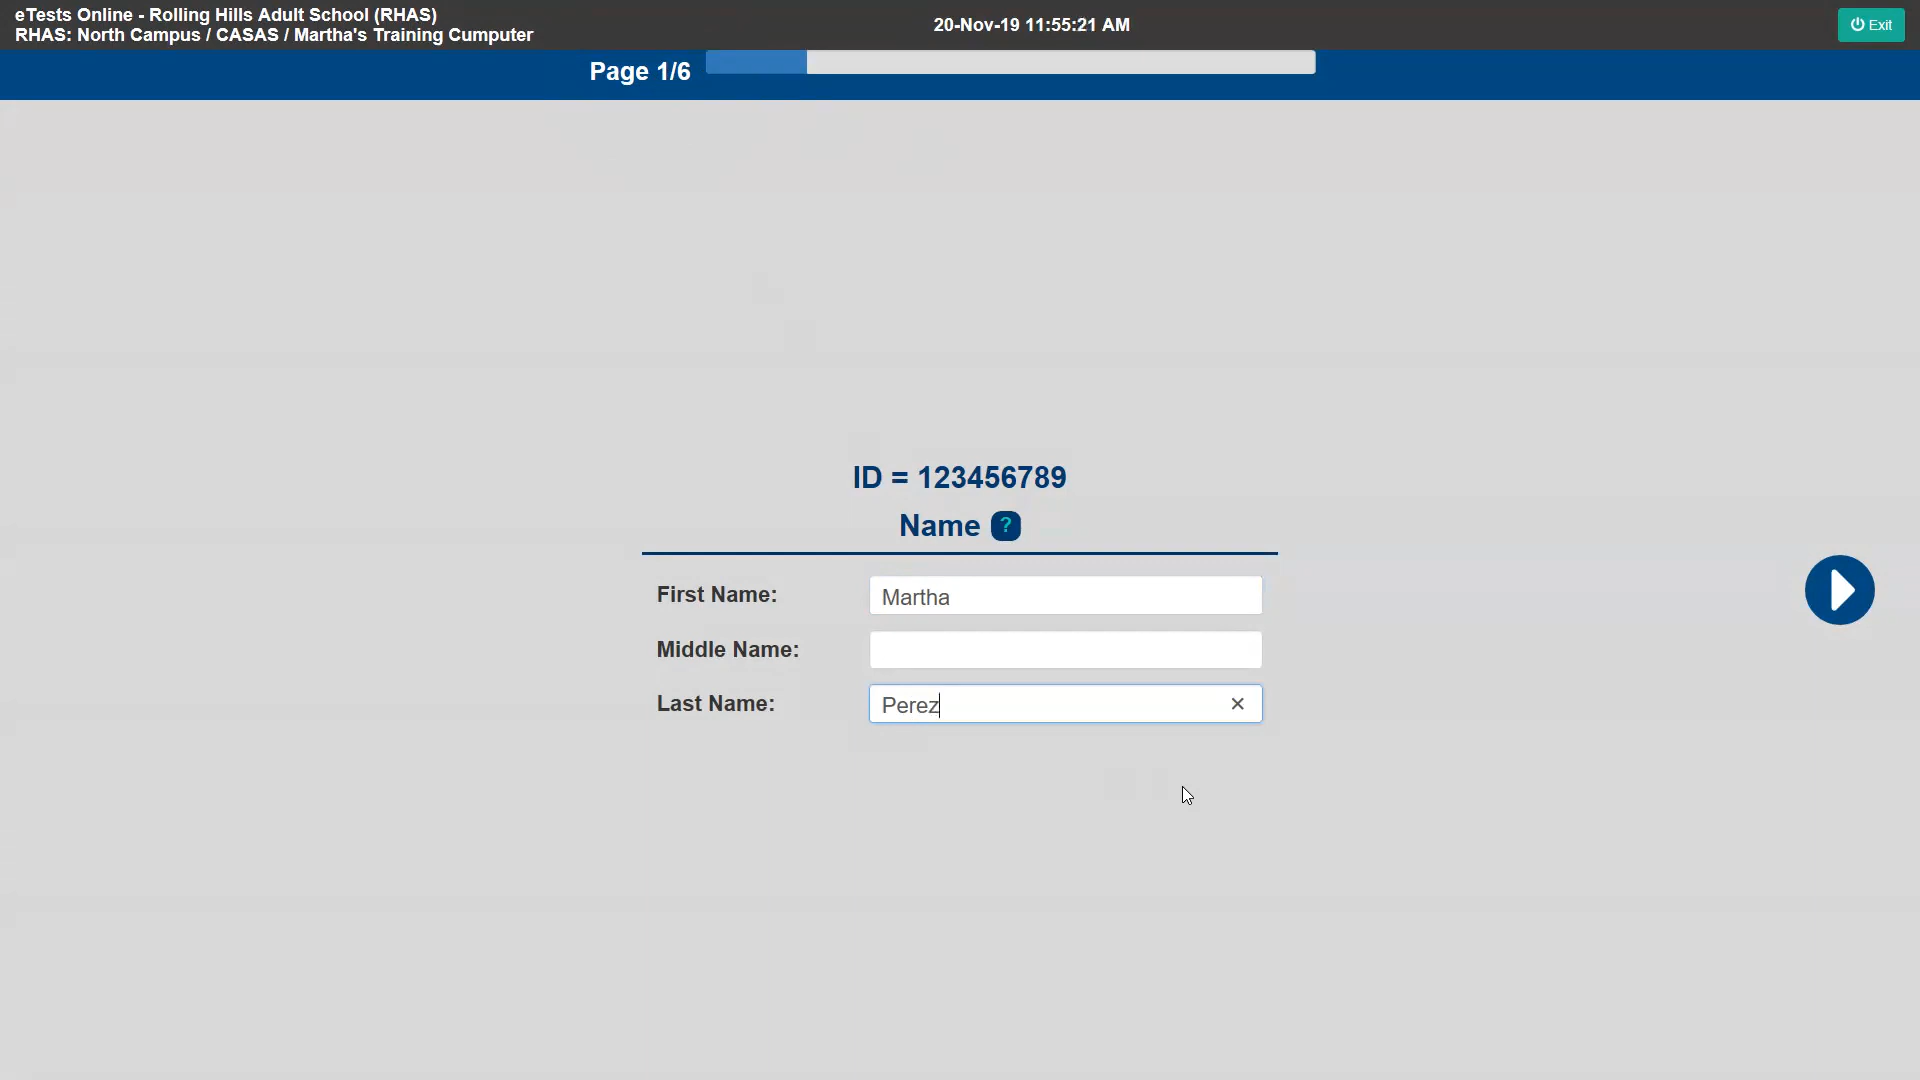 eTests Online - Rolling Hills Adult School (RHAS)
RHAS: North Campus / CASAS / Martha's Training Cumputer
20-Nov-19 11:55:21 AM
Exit
Page 1/6
ID = 123456789
Name ?
First Name: Martha
Middle Name:
Last Name: Perez ×